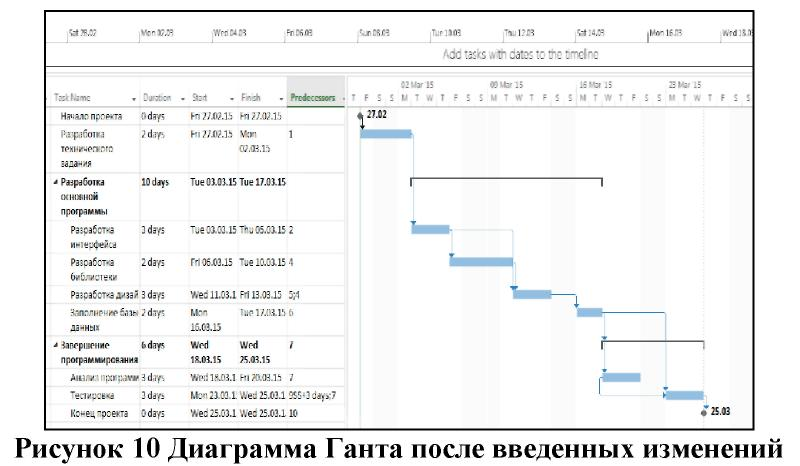 Sat 28.02 Mon 02.03 Wed 04.03 Fri 06.03 Sun 08.03 Tue 10.03 Thu 12.03 Sat 14.03 Mon 16.03 Wed 18.03
Add tasks with dates to the timeline
02 Mar '15 09 Mar '15 16 Mar '15 23 Mar '15
Task Name Duration Start Finish Predecessors T F S S M T W T F S S M T W T F S S M T W T F S S M T W T F S S
Начало проекта 0 days Fri 27.02.15 Fri 27.02.15 27.02
Разработка 2 days Fri 27.02.15 Mon 1
технического 02.03.15
задания
Разработка 10 days Tue 03.03.15 Tue 17.03.15
основной
программы
Разработка 3 days Tue 03.03.15 Thu 05.03.15 2
интерфейса
Разработка 2 days Fri 06.03.15 Tue 10.03.15 4
библиотеки
Разработка дизай 3 days Wed 11.03.1 Fri 13.03.15 5;4
Заполнение базы 2 days Mon Tue 17.03.15 6
данных 16.03.15
Завершение 6 days Wed Wed 7
программирования 18.03.15 25.03.15
Анализ программ 3 days Wed 18.03.1 Fri 20.03.15 7
Тестировка 3 days Mon 23.03.1 Wed 25.03.1 9SS+3 days;7
Конец проекта 0 days Wed 25.03.1 Wed 25.03.1 10 25.03
Рисунок 10 Диаграмма Ганта после введенных изменений